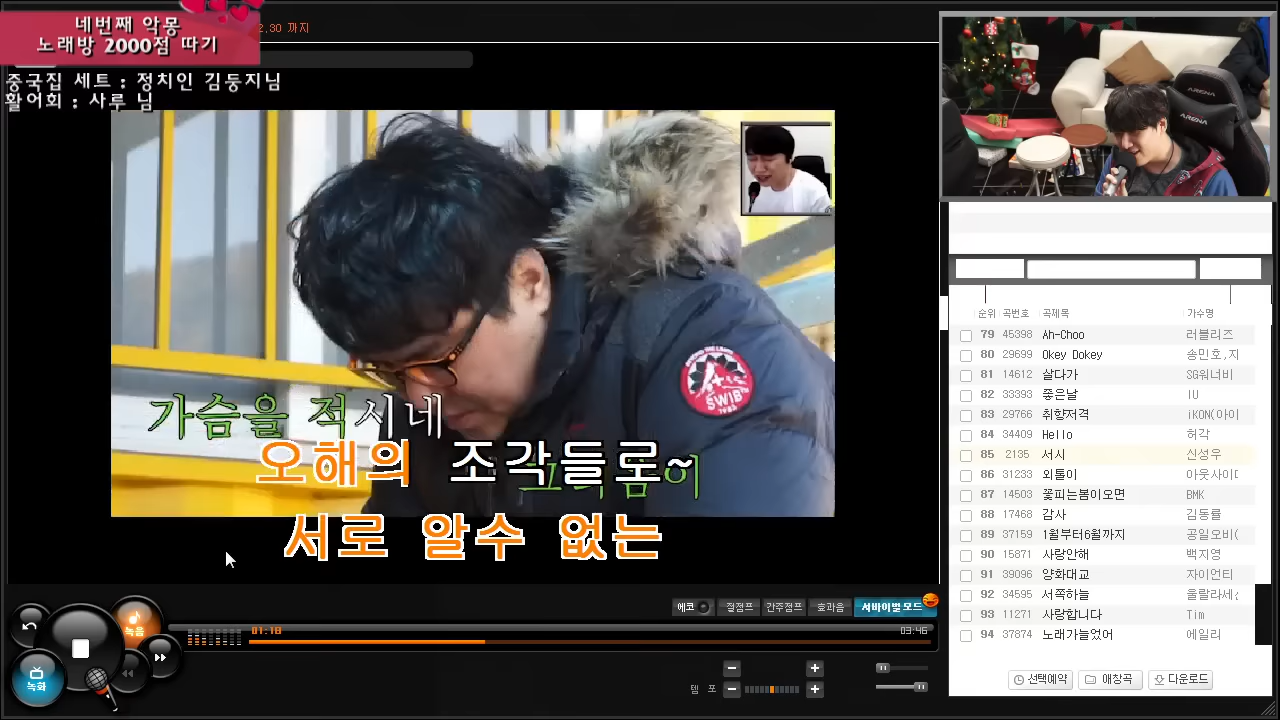 네번째 악몽
2.30 까지
노래방 2000점 따기
중국집 세트 : 정치인 김둥지님
활어회 : 사루 님
ARENA
ARENA
SWIB
가슴을 적시네
오해의 조각들로~
서로 알수 없는
순위 곡번호 곡제목 가수명
79 45398 Ah-Choo 러블리즈
80 29699 Okey Dokey 송민호,지
81 14612 살다가 SG워너비
82 33393 좋은날 IU
83 29756 취향저격 iKON(아이
84 34409 Hello 허각
85 2135 서시 신성우
86 31233 외톨이 아웃사이더
87 14503 꽃피는봄이오면 BMK
88 17468 감사 김동률
89 37159 1월부터6월까지 공일오비(
90 15871 사랑안해 백지영
91 39096 양화대교 자이언티
92 34595 서쪽하늘 울랄라세션
93 11271 사랑합니다 Tim
94 37874 노래가늘었어 에일리
선택예약 애창곡 다운로드
에코 절점프 간주점프 효과음 서바이벌 모드
녹음
01:18 03:46
녹화
템 포